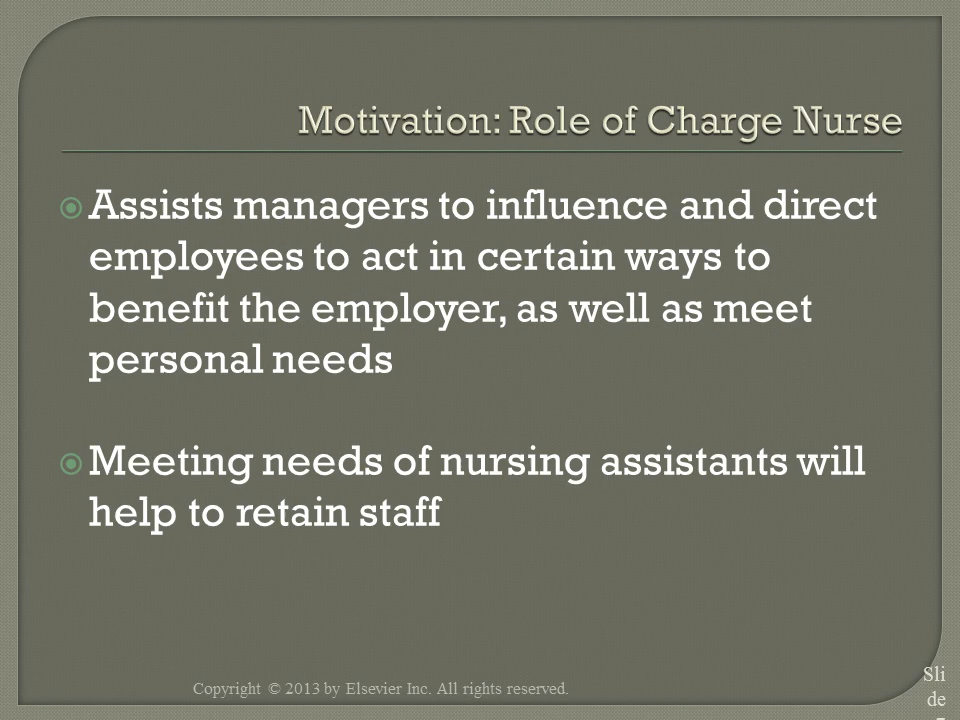 Motivation: Role of Charge Nurse
Assists managers to influence and direct
employees to act in certain ways to
benefit the employer, as well as meet
personal needs
Meeting needs of nursing assistants will
help to retain staff
Copyright © 2013 by Elsevier Inc. All rights reserved.
Sli
de